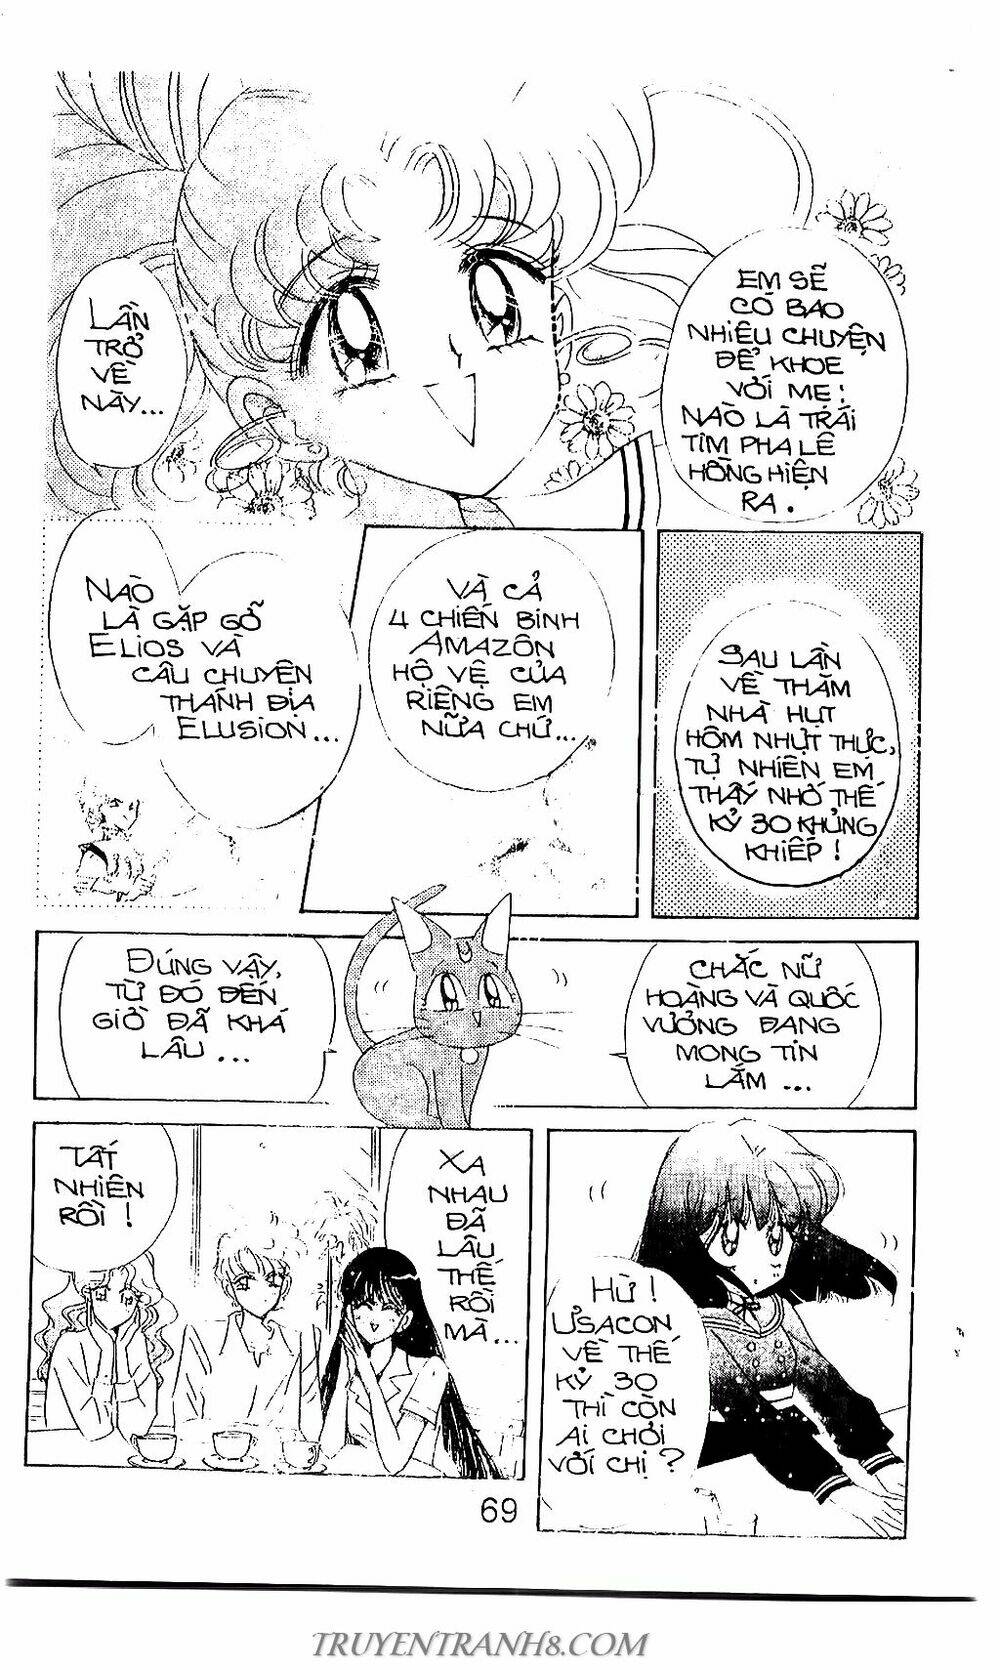 LẦN
TRỞ
VỀ
NÀY...
EM SẼ
CÓ BAO
NHIÊU CHUYỆN
ĐỂ KHOE
VỚI MẸ:
NÀO LÀ TRÁI
TIM PHA LÊ
HỒNG HIỆN
RA.
NÀO
LÀ GẶP GỠ
ELIOS VÀ
CÂU CHUYỆN
THÁNH ĐỊA
ELUSION...
VÀ CẢ
4 CHIẾN BINH
AMAZÔN
HỘ VỆ CỦA
RIÊNG EM
NỮA CHỨ...
SAU LẦN
VỀ THĂM
NHÀ HỤT
HÔM NHỰT THỰC,
TỰ NHIÊN EM
THẤY NHỚ THẾ
KỶ 30 KHỦNG
KHIẾP!
ĐÚNG VẬY,
TỪ ĐÓ ĐẾN
GIỜ ĐÃ KHÁ
LÂU...
CHẮC NỮ
HOÀNG VÀ QUỐC
VƯƠNG ĐANG
MONG TIN
LẮM...
TẤT
NHIÊN
RỒI!
XA
NHAU
ĐÃ
LÂU
THẾ
RỒI
MÀ...
HỪ!
ƯSACON
VỀ THẾ
KỶ 30
THÌ CÒN
AI CHƠI
VỚI CHỊ?
69
TRUYENTRANH8.COM